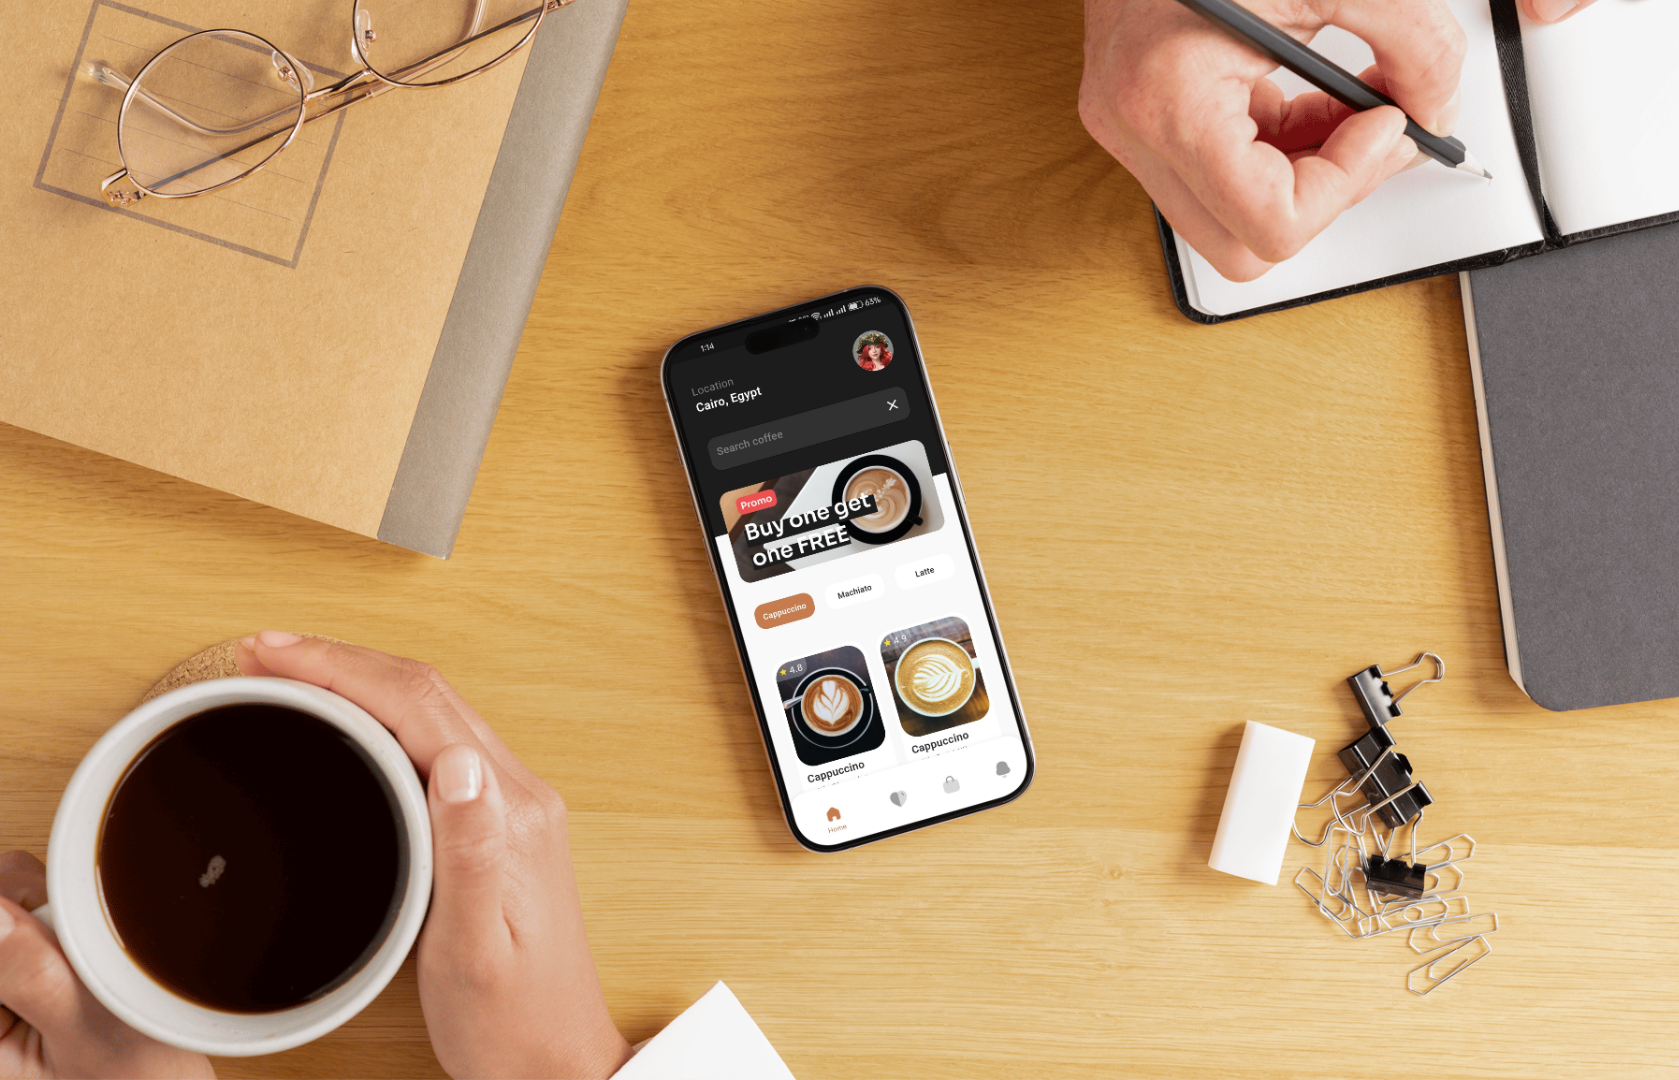 1:14
63%
Location
Cairo, Egypt
Search coffee
Promo
Buy one get
one FREE
Cappuccino
Machiato
Latte
4.8
4.9
Cappuccino
Cappuccino
Home